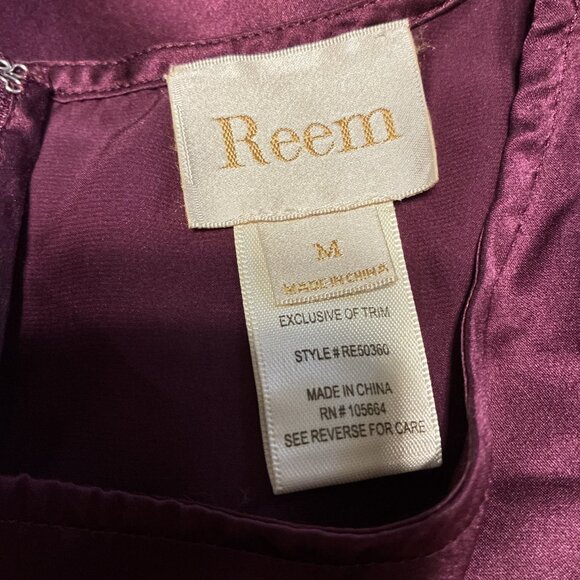 Reem
M
MADE IN CHINA
EXCLUSIVE OF TRIM
STYLE# RE50360
MADE IN CHINA
RN# 105664
SEE REVERSE FOR CARE